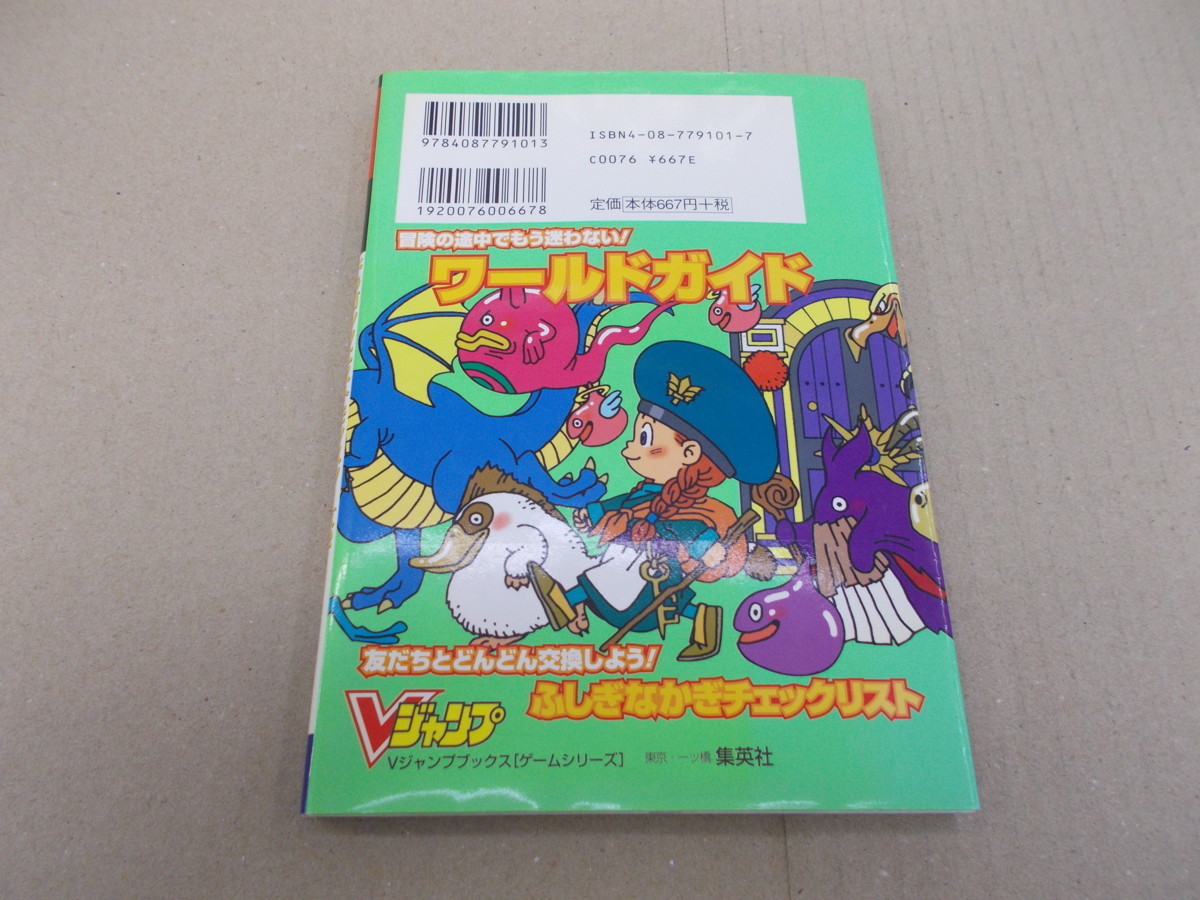 9784087791013
ISBN4-08-779101-7
C0076 ¥667E
1920076006678
定価 本体667円+税
冒険の途中でもう迷わない!
ワールドガイド
友だちとどんどん交換しよう!
ふしぎなかぎチェックリスト
Vジャンプ
Vジャンプブックス[ゲームシリーズ] 東京・一ツ橋 集英社